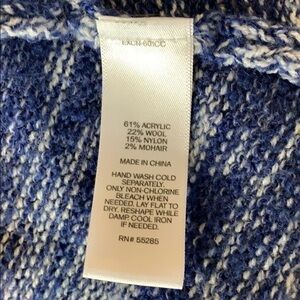 61% ACRYLIC
22% WOOL
15% NYLON
2% MOHAIR
MADE IN CHINA
HAND WASH COLD
SEPARATELY.
ONLY NON-CHLORINE
BLEACH WHEN
NEEDED. LAY FLAT TO
DRY. RESHAPE WHILE
DAMP. COOL IRON
IF NEEDED.
RN# 55285